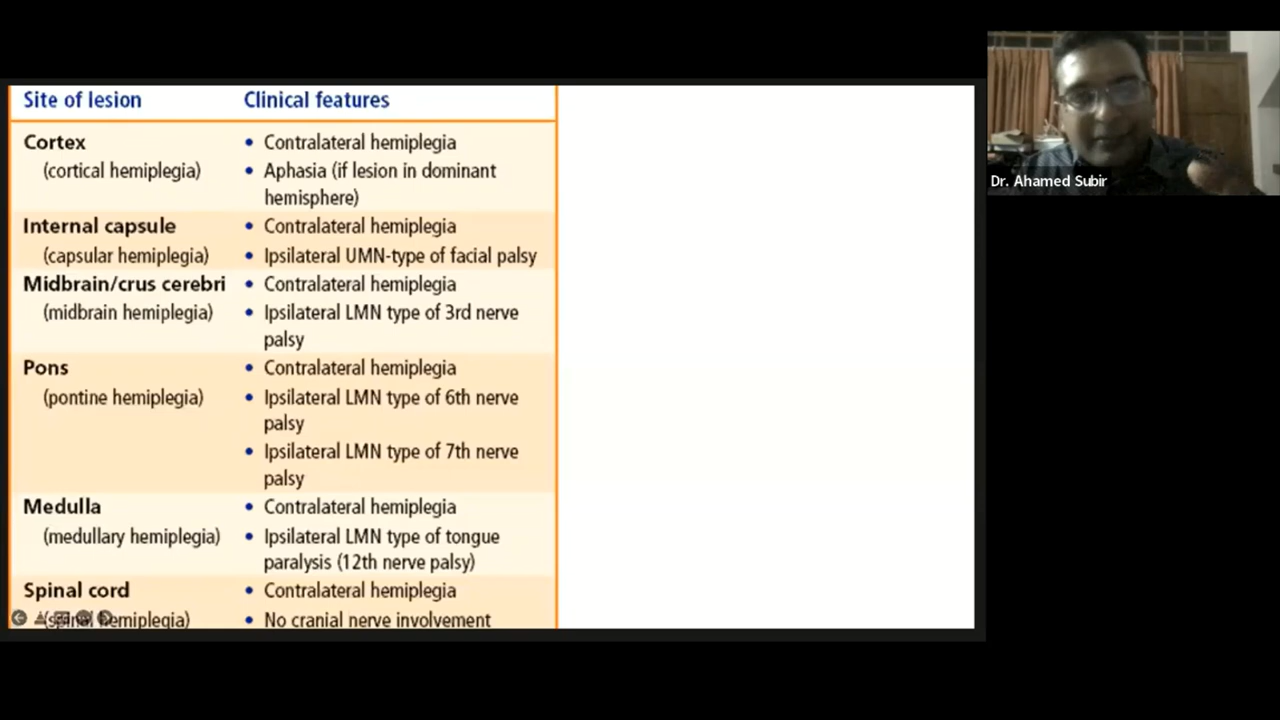 Site of lesion Clinical features
Cortex • Contralateral hemiplegia
(cortical hemiplegia) • Aphasia (if lesion in dominant
hemisphere)
Internal capsule • Contralateral hemiplegia
(capsular hemiplegia) • Ipsilateral UMN-type of facial palsy
Midbrain/crus cerebri • Contralateral hemiplegia
(midbrain hemiplegia) • Ipsilateral LMN type of 3rd nerve
palsy
Pons • Contralateral hemiplegia
(pontine hemiplegia) • Ipsilateral LMN type of 6th nerve
palsy
• Ipsilateral LMN type of 7th nerve
palsy
Medulla • Contralateral hemiplegia
(medullary hemiplegia) • Ipsilateral LMN type of tongue
paralysis (12th nerve palsy)
Spinal cord • Contralateral hemiplegia
(spinal hemiplegia) • No cranial nerve involvement
Dr. Ahamed Subir